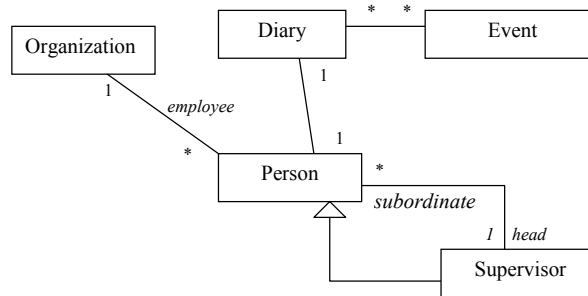 Organization
Diary
* *
Event
1
employee
*
1
1
Person
*
subordinate
1 head
Supervisor